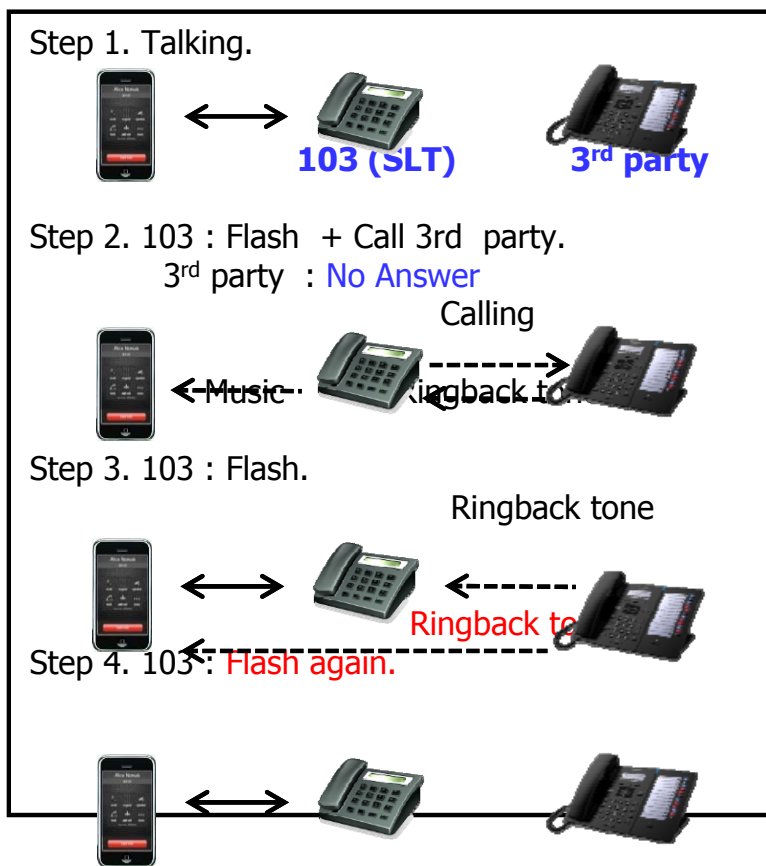 Step 1. Talking.
103 (SLT)
3rd party
Step 2. 103 : Flash + Call 3rd party.
3rd party : No Answer
Calling
Music
Step 3. 103 : Flash.
Ringback tone
Ringback
Step 4. 103 : Flash again.